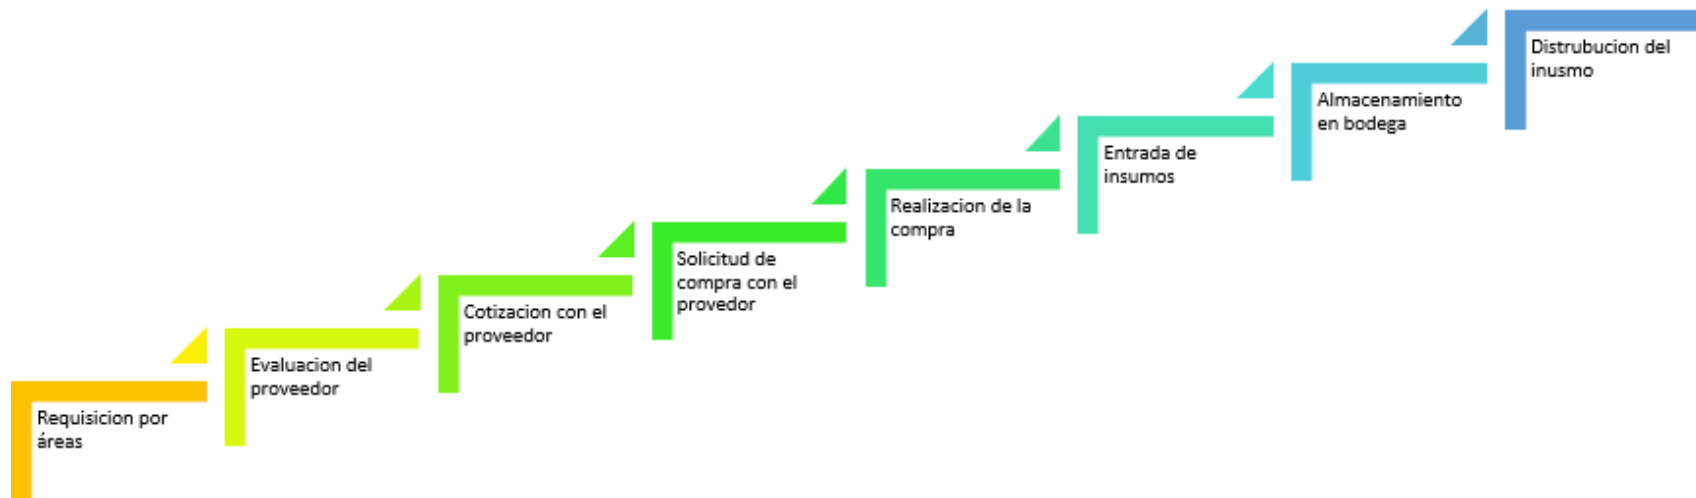 Requisicion por
áreas
Evaluacion del
proveedor
Cotizacion con el
proveedor
Solicitud de
compra con el
provedor
Realizacion de la
compra
Entrada de
insumos
Almacenamiento
en bodega
Distrubucion del
inusmo